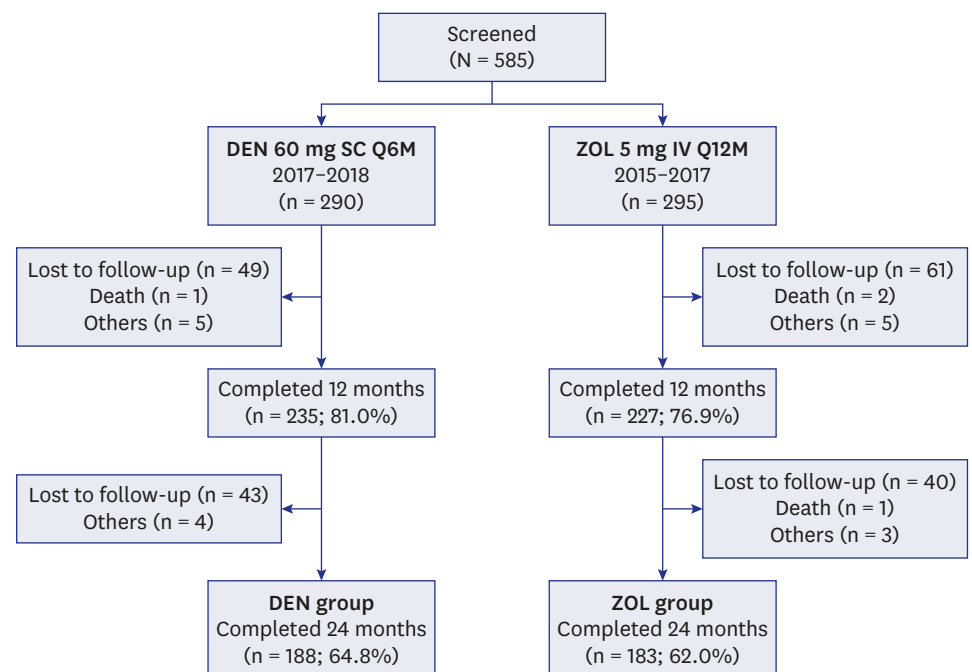 Screened
(N = 585)
DEN 60 mg SC Q6M
2017–2018
(n = 290)
ZOL 5 mg IV Q12M
2015–2017
(n = 295)
Lost to follow-up (n = 49)
Death (n = 1)
Others (n = 5)
Lost to follow-up (n = 61)
Death (n = 2)
Others (n = 5)
Completed 12 months
(n = 235; 81.0%)
Completed 12 months
(n = 227; 76.9%)
Lost to follow-up (n = 43)
Others (n = 4)
Lost to follow-up (n = 40)
Death (n = 1)
Others (n = 3)
DEN group
Completed 24 months
(n = 188; 64.8%)
ZOL group
Completed 24 months
(n = 183; 62.0%)